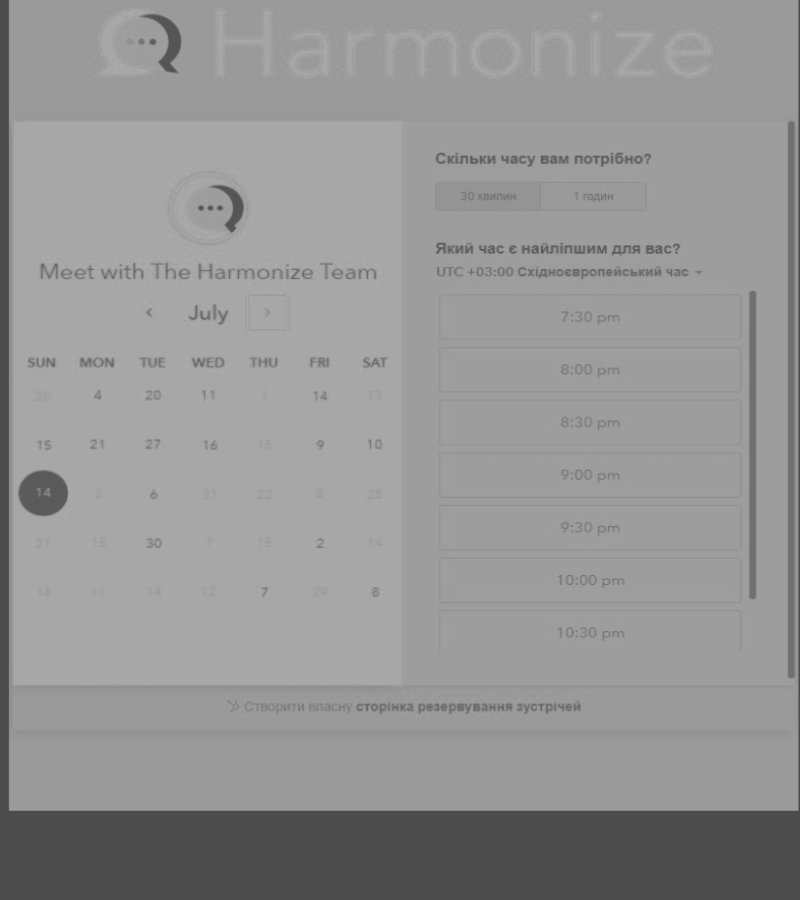 Harmonize
Meet with The Harmonize Team
July
SUN MON TUE WED THU FRI SAT
20 4 20 11 1 14 13
15 21 27 16 15 9 10
14 2 6 31 22 8 28
21 15 30 7 15 2 14
16 11 14 12 7 29 8
Скільки часу вам потрібно?
30 хвилин 1 годин
Який час є найліпшим для вас?
UTC +03:00 Східноєвропейський час
7:30 pm
8:00 pm
8:30 pm
9:00 pm
9:30 pm
10:00 pm
10:30 pm
Створити власну сторінка резервування зустрічей